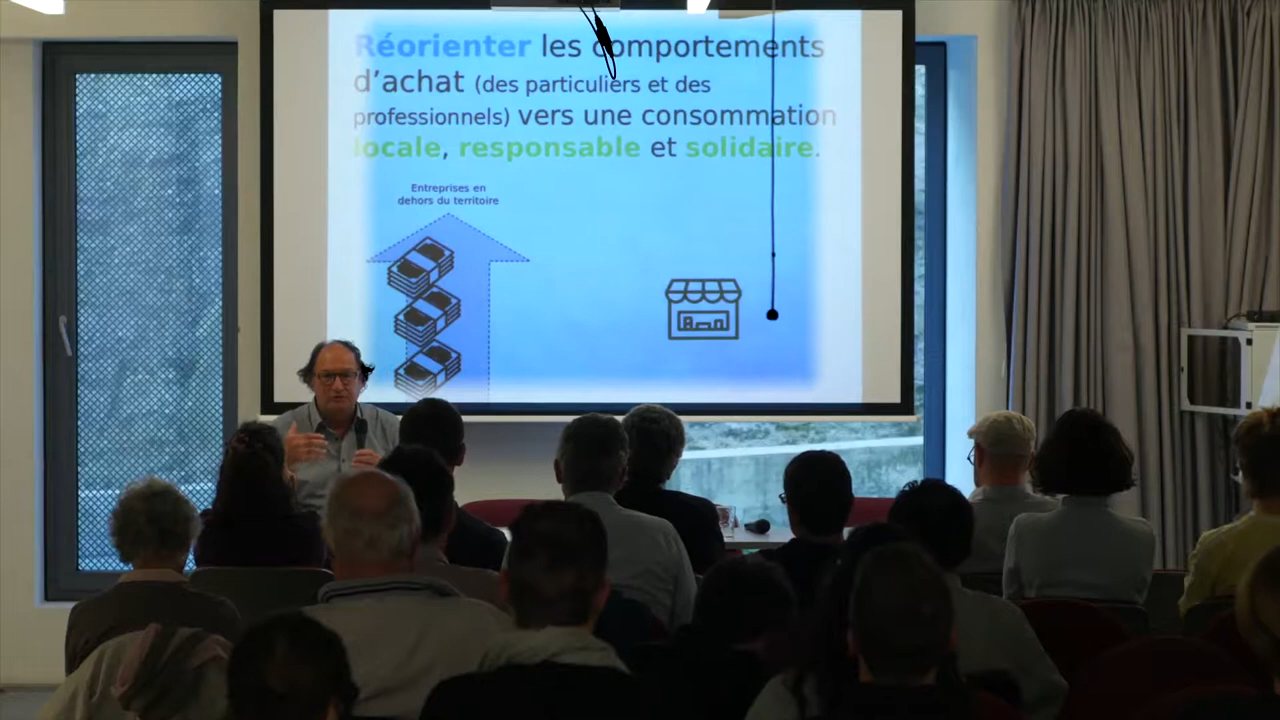 Réorienter les comportements
d’achat (des particuliers et des
professionnels) vers une consommation
locale, responsable et solidaire.
Entreprises en
dehors du territoire